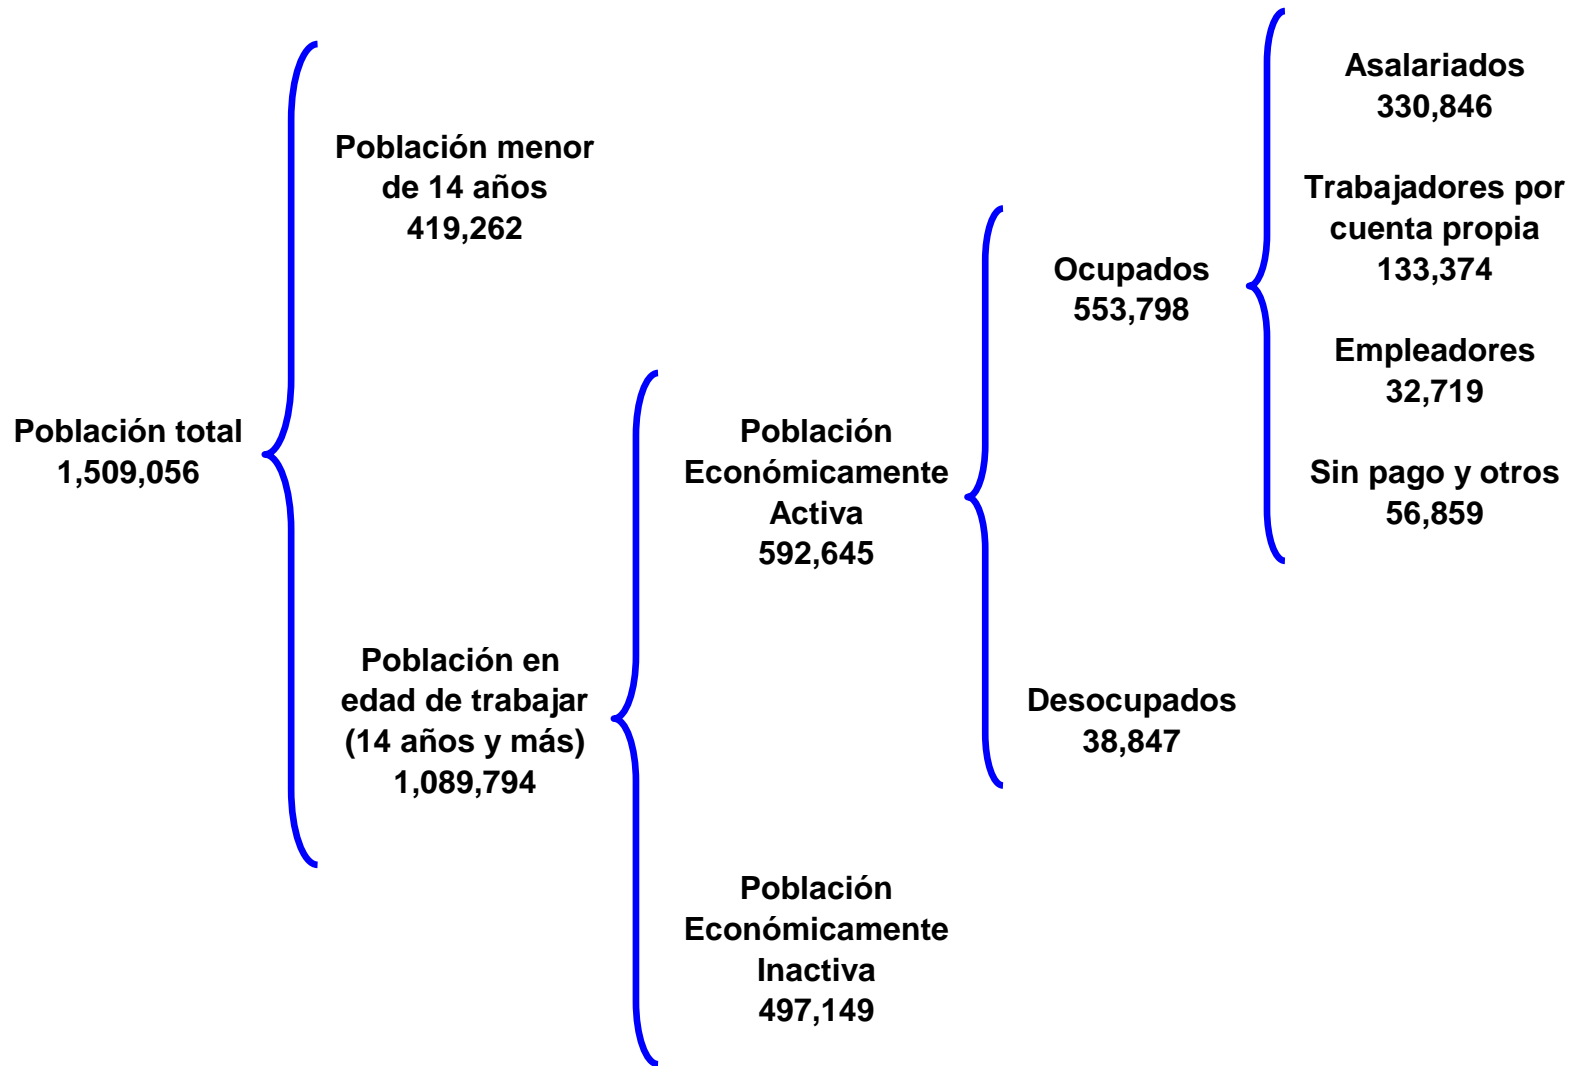 Población total
1,509,056
Población menor
de 14 años
419,262
Población en
edad de trabajar
(14 años y más)
1,089,794
Población
Económicamente
Activa
592,645
Población
Económicamente
Inactiva
497,149
Ocupados
553,798
Desocupados
38,847
Asalariados
330,846
Trabajadores por
cuenta propia
133,374
Empleadores
32,719
Sin pago y otros
56,859